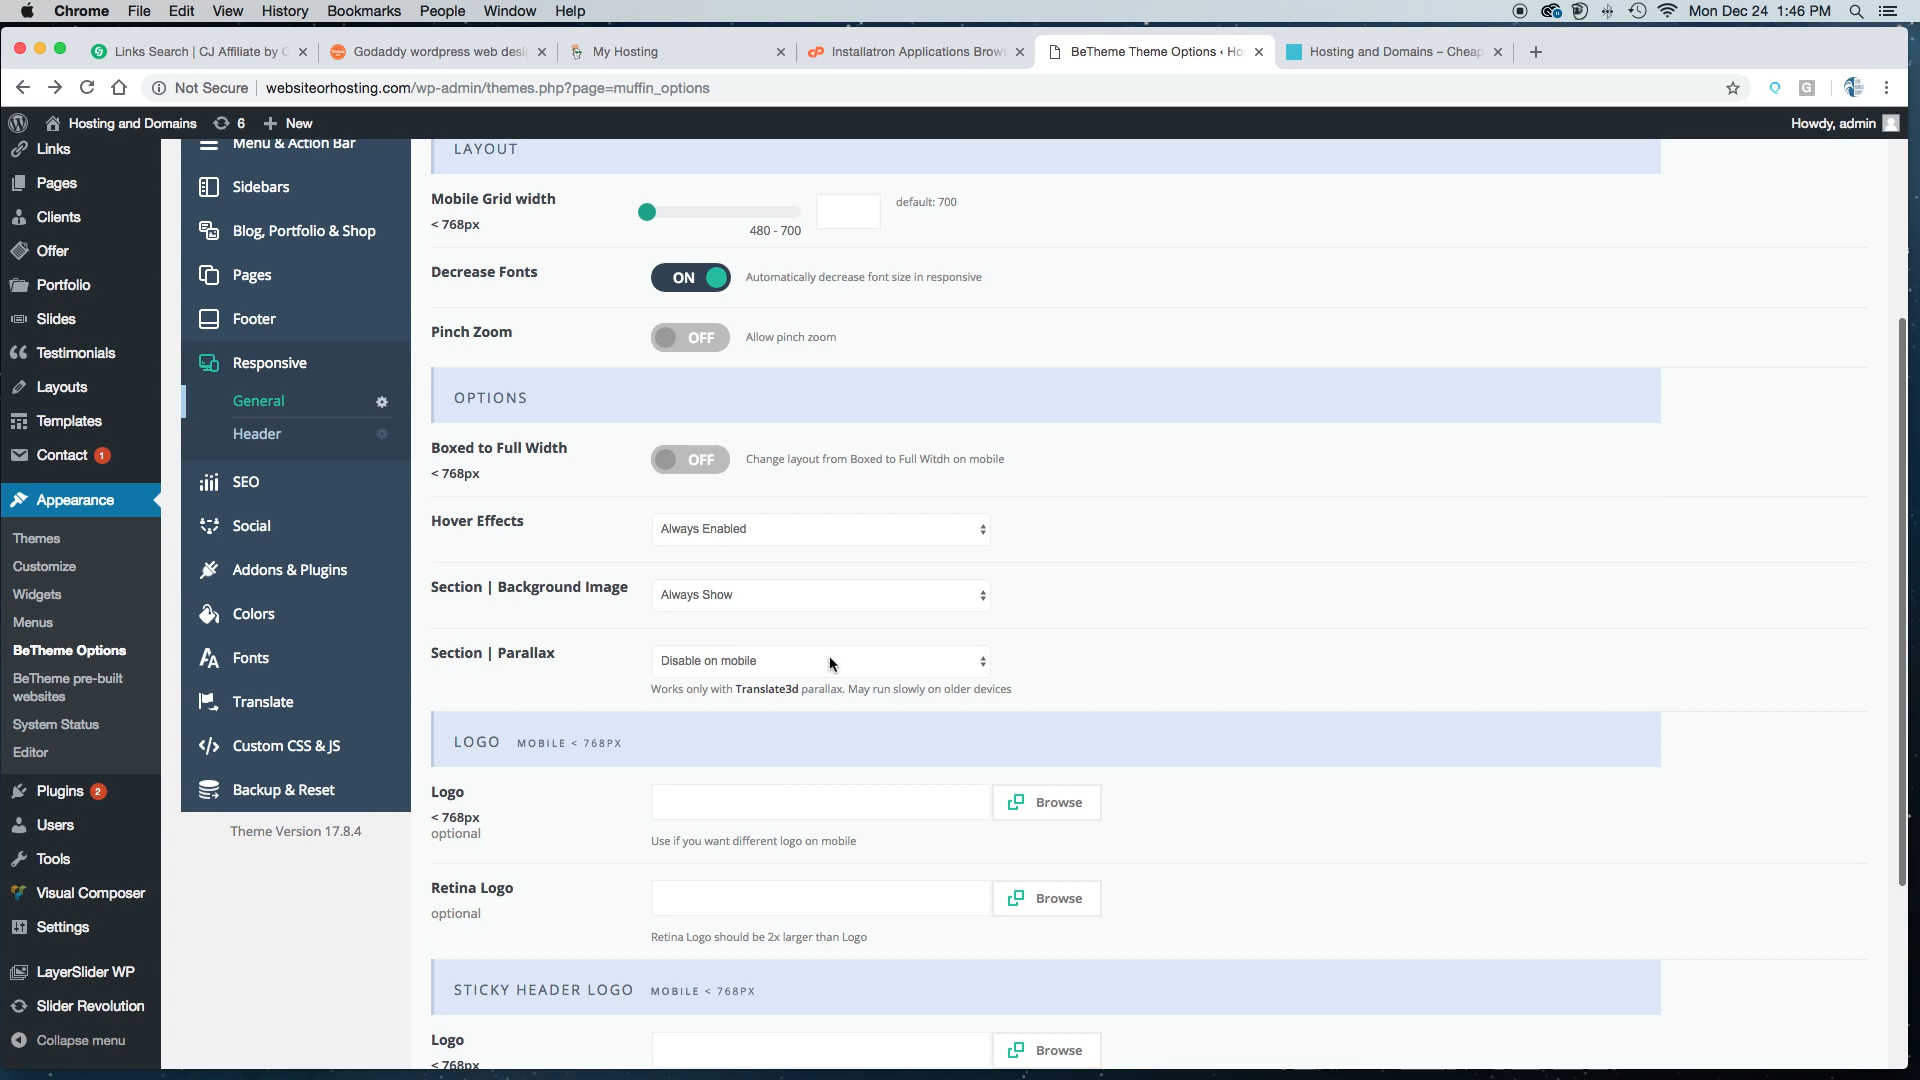 Chrome File Edit View History Bookmarks People Window Help Mon Dec 24 1:46 PM
Links Search | CJ Affiliate by C Godaddy wordpress web desi My Hosting Installatron Applications Brow BeTheme Theme Options ‹ Ho Hosting and Domains – Cheap
Not Secure websiteorhosting.com/wp-admin/themes.php?page=muffin_options
Hosting and Domains 6 New Howdy, admin
Links
Pages
Clients
Offer
Portfolio
Slides
Testimonials
Layouts
Templates
Contact 1
Appearance
Themes
Customize
Widgets
Menus
BeTheme Options
BeTheme pre-built
websites
System Status
Editor
Plugins 2
Users
Tools
Visual Composer
Settings
LayerSlider WP
Slider Revolution
Collapse menu
Menu & Action Bar
Sidebars
Blog, Portfolio & Shop
Pages
Footer
Responsive
General
Header
SEO
Social
Addons & Plugins
Colors
Fonts
Translate
Custom CSS & JS
Backup & Reset
Theme Version 17.8.4
LAYOUT
Mobile Grid width
< 768px
480 - 700
default: 700
Decrease Fonts
ON
Automatically decrease font size in responsive
Pinch Zoom
OFF
Allow pinch zoom
OPTIONS
Boxed to Full Width
< 768px
OFF
Change layout from Boxed to Full Witdh on mobile
Hover Effects
Always Enabled
Section | Background Image
Always Show
Section | Parallax
Disable on mobile
Works only with Translate3d parallax. May run slowly on older devices
LOGO MOBILE < 768PX
Logo
< 768px
optional
Browse
Use if you want different logo on mobile
Retina Logo
optional
Browse
Retina Logo should be 2x larger than Logo
STICKY HEADER LOGO MOBILE < 768PX
Logo
< 768px
Browse